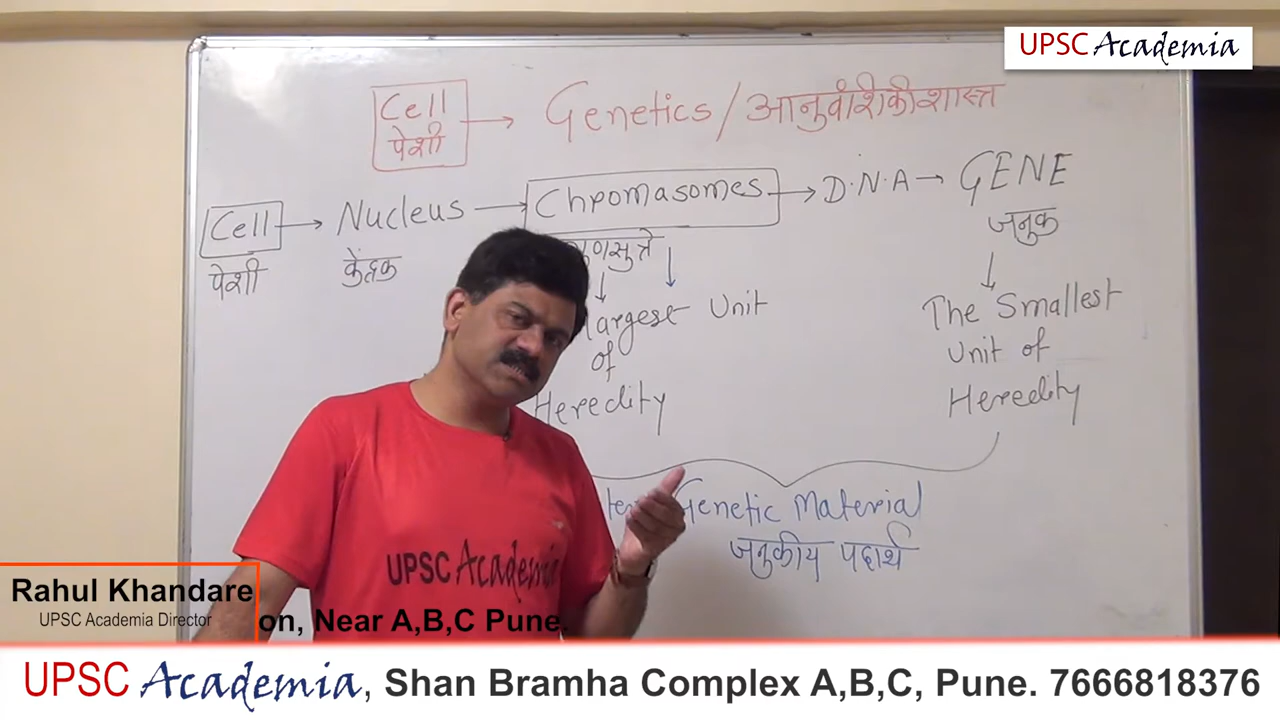 UPSC Academia
Cell → Genetics / आनुवंशिकीशास्त्र
पेशी
Cell → Nucleus → Chromasomes → D.N.A → GENE
पेशी केंद्रक गुणसुत्रे जनुक
largest Unit
of
Heredity
The Smallest
Unit of
Heredity
Genetic Material
जनुकीय पदार्थ
UPSC Academia
Rahul Khandare
UPSC Academia Director
on, Near A,B,C Pune.
UPSC Academia, Shan Bramha Complex A,B,C, Pune. 7666818376